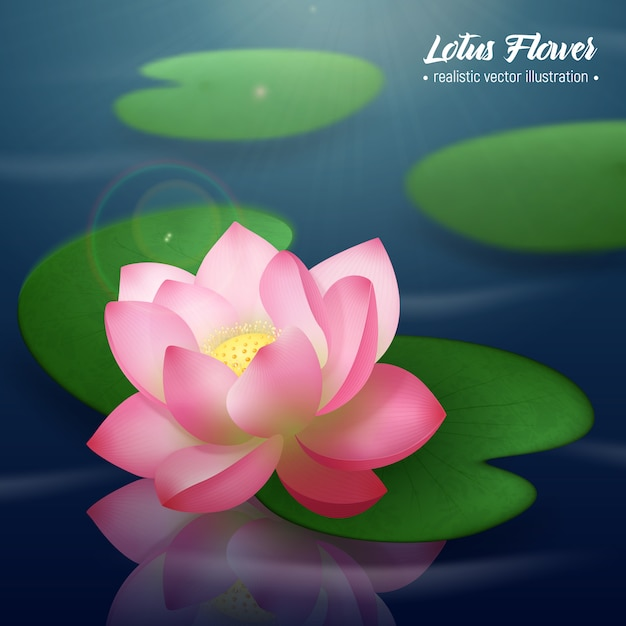 Lotus Flower
• realistic vector illustration •